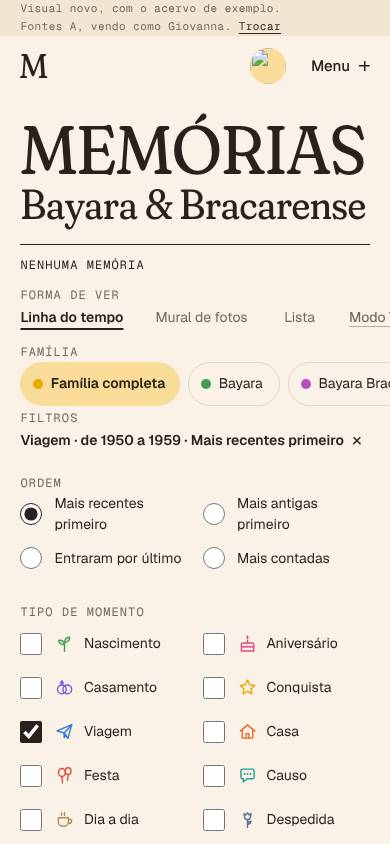 Visual novo, com o acervo de exemplo.
Fontes A, vendo como Giovanna. Trocar
M
Menu +
MEMÓRIAS
Bayara & Bracarense
NENHUMA MEMÓRIA
FORMA DE VER
Linha do tempo Mural de fotos Lista Modo
FAMÍLIA
Família completa Bayara Bayara Brac
FILTROS
Viagem · de 1950 a 1959 · Mais recentes primeiro ×
ORDEM
Mais recentes primeiro
Mais antigas primeiro
Entraram por último
Mais contadas
TIPO DE MOMENTO
Nascimento Aniversário
Casamento Conquista
Viagem Casa
Festa Causo
Dia a dia Despedida